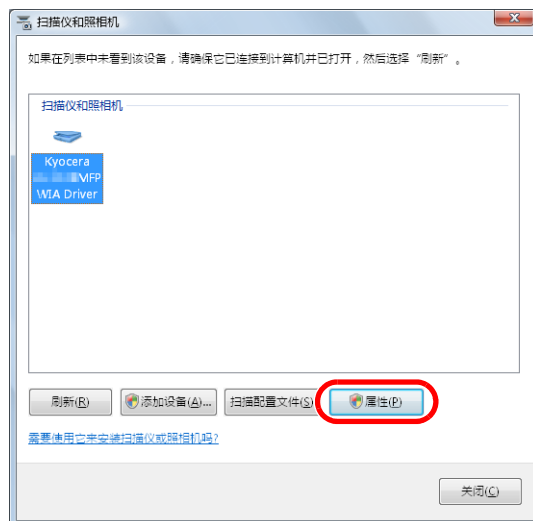 扫描仪和照相机
如果在列表中未看到该设备，请确保它已连接到计算机并已打开，然后选择“刷新”。
扫描仪和照相机
Kyocera
MFP
WIA Driver
刷新(R)
添加设备(A)...
扫描配置文件(S)
属性(P)
需要使用它来安装扫描仪或照相机吗?
关闭(C)